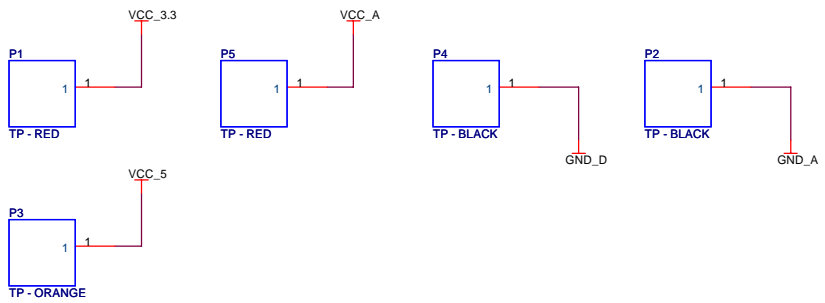 VCC_3.3
VCC_A
P1
P5
P4
P2
1 1
1 1
1 1
1 1
TP - RED
TP - RED
TP - BLACK
TP - BLACK
GND_D
GND_A
VCC_5
P3
1 1
TP - ORANGE